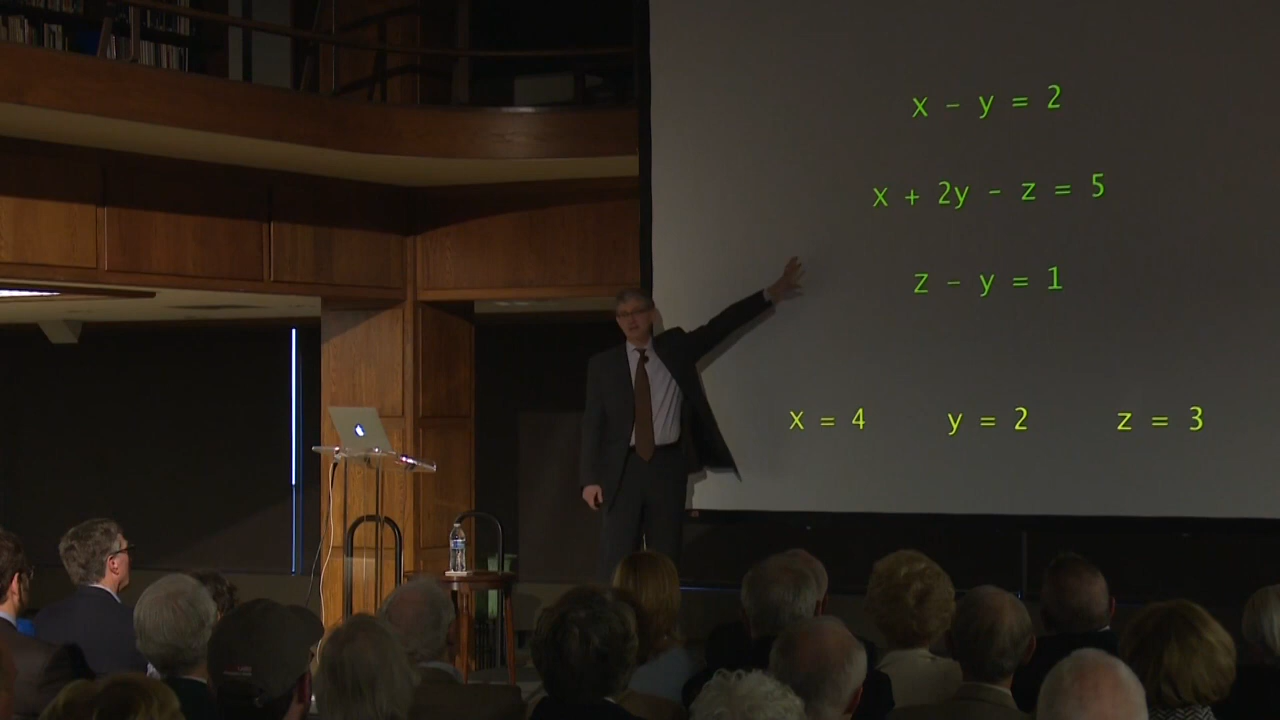 x - y = 2
x + 2y - z = 5
z - y = 1
x = 4 y = 2 z = 3